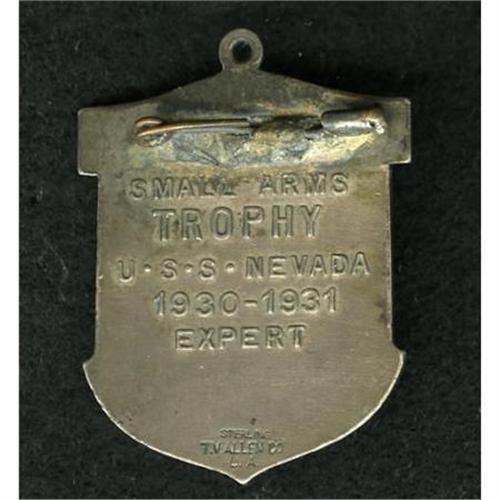 SMALL-ARMS
TROPHY
U·S·S·NEVADA
1930-1931
EXPERT
STERLING
T.V. ALLEN CO
L.A